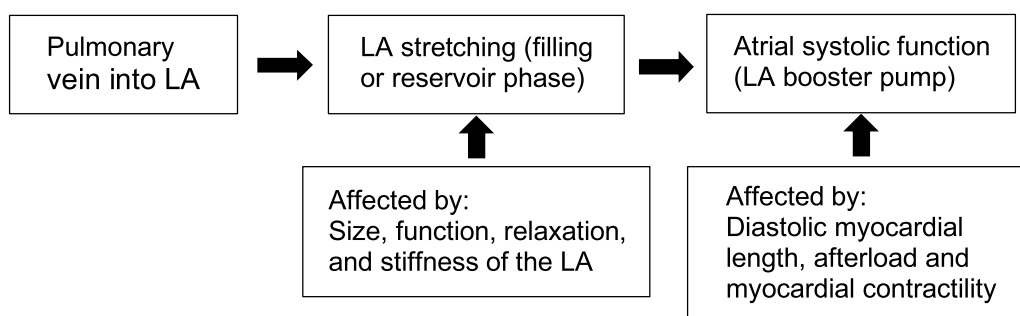 Pulmonary
vein into LA
LA stretching (filling
or reservoir phase)
Atrial systolic function
(LA booster pump)
Affected by:
Size, function, relaxation,
and stiffness of the LA
Affected by:
Diastolic myocardial
length, afterload and
myocardial contractility